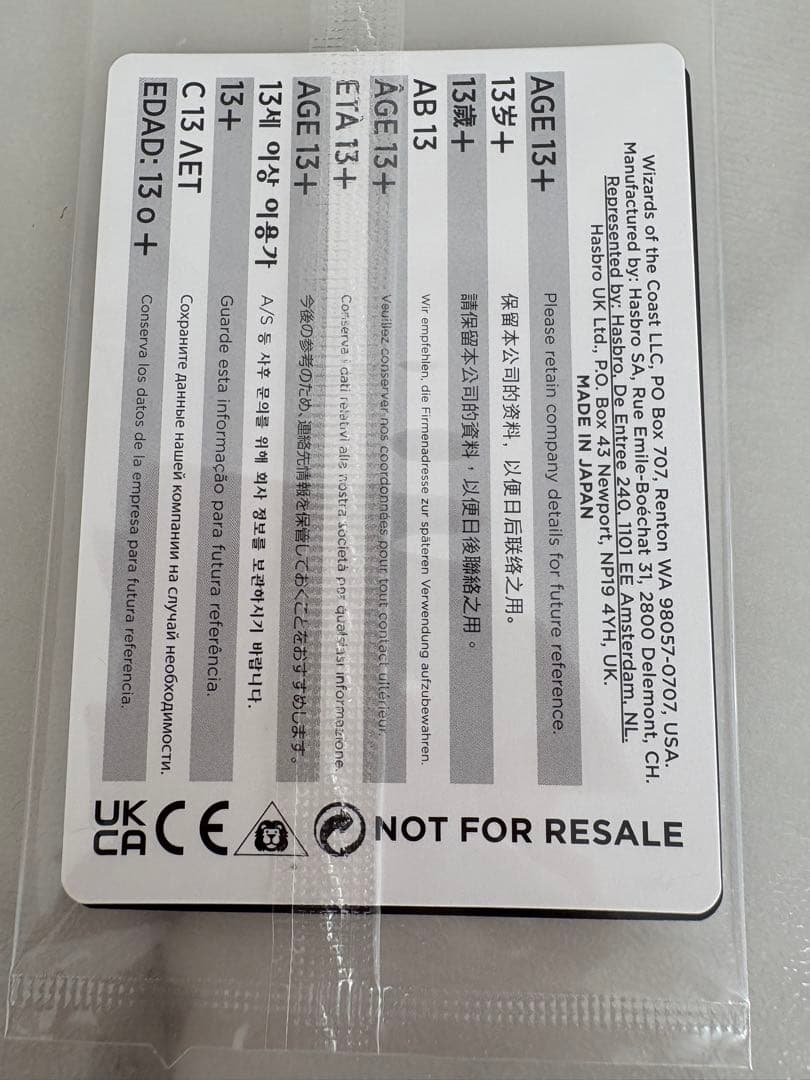 Wizards of the Coast LLC, PO Box 707, Renton WA 98057-0707, USA.
Manufactured by: Hasbro SA, Rue Emile-Boéchat 31, 2800 Delemont, CH.
Represented by: Hasbro, De Entree 240, 1101 EE Amsterdam, NL.
Hasbro UK Ltd., P.O. Box 43 Newport, NP19 4YH, UK.
MADE IN JAPAN
AGE 13+ Please retain company details for future reference.
13岁+ 保留本公司的资料，以便日后联络之用。
13歲+ 請保留本公司的資料，以便日後聯絡之用。
AB 13 Wir empfehlen, die Firmenadresse zur späteren Verwendung aufzubewahren.
ÂGE 13+ Veuillez conserver nos coordonnées pour tout contact ultérieur.
ETÀ 13+ Conserva i dati relativi alla nostra società per qualsiasi informazione.
AGE 13+ 今後の参考のため、連絡先情報を保管しておくことをおすすめします。
13세 이상 이용가 A/S 등 사후 문의를 위해 회사 정보를 보관하시기 바랍니다.
13+ Guarde esta informação para futura referência.
С 13 ΛЕТ Сохраните данные нашей компании на случай необходимости.
EDAD: 13 o + Conserva los datos de la empresa para futura referencia.
UK
CA CE NOT FOR RESALE